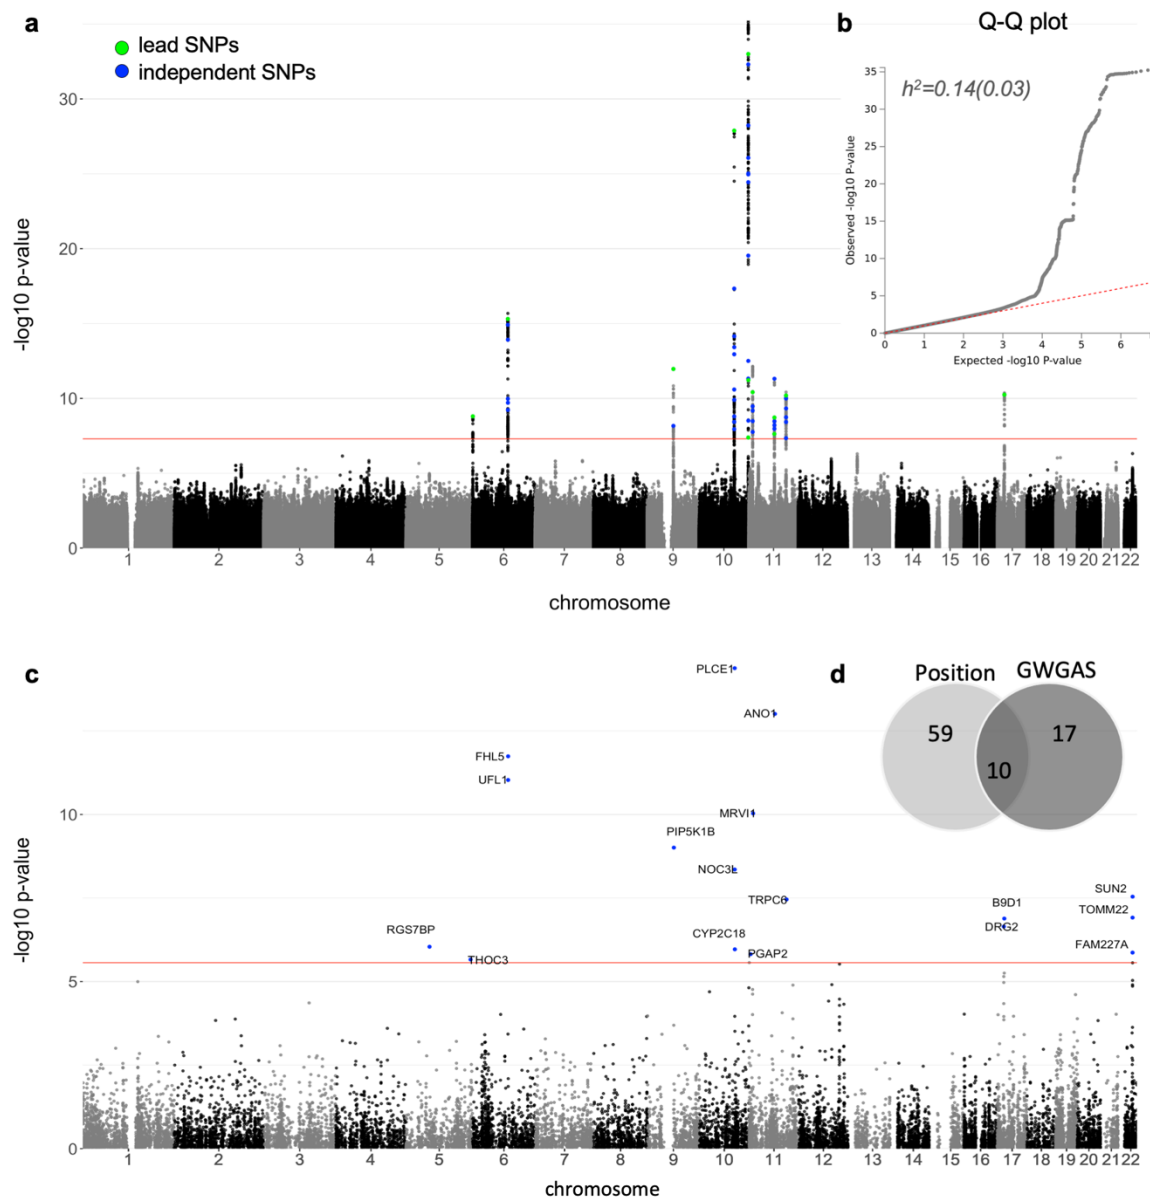 a
lead SNPs
independent SNPs
-log10 p-value
30
20
10
0
1 2 3 4 5 6 7 8 9 10 11 12 13 14 15 16 17 18 19 20 21 22
chromosome
b
Q-Q plot
h²=0.14(0.03)
Observed -log10 P-value
35
30
25
20
15
10
5
0
0 1 2 3 4 5 6
Expected -log10 P-value
c
-log10 p-value
10
5
0
PLCE1
ANO1
FHL5
UFL1
MRVI1
PIP5K1B
NOC3L
TRPC6
SUN2
B9D1
TOMM22
DRG2
RGS7BP
CYP2C18
FAM227A
PGAP2
THOC3
1 2 3 4 5 6 7 8 9 10 11 12 13 14 15 16 17 18 19 20 21 22
chromosome
d
Position GWGAS
59
17
10